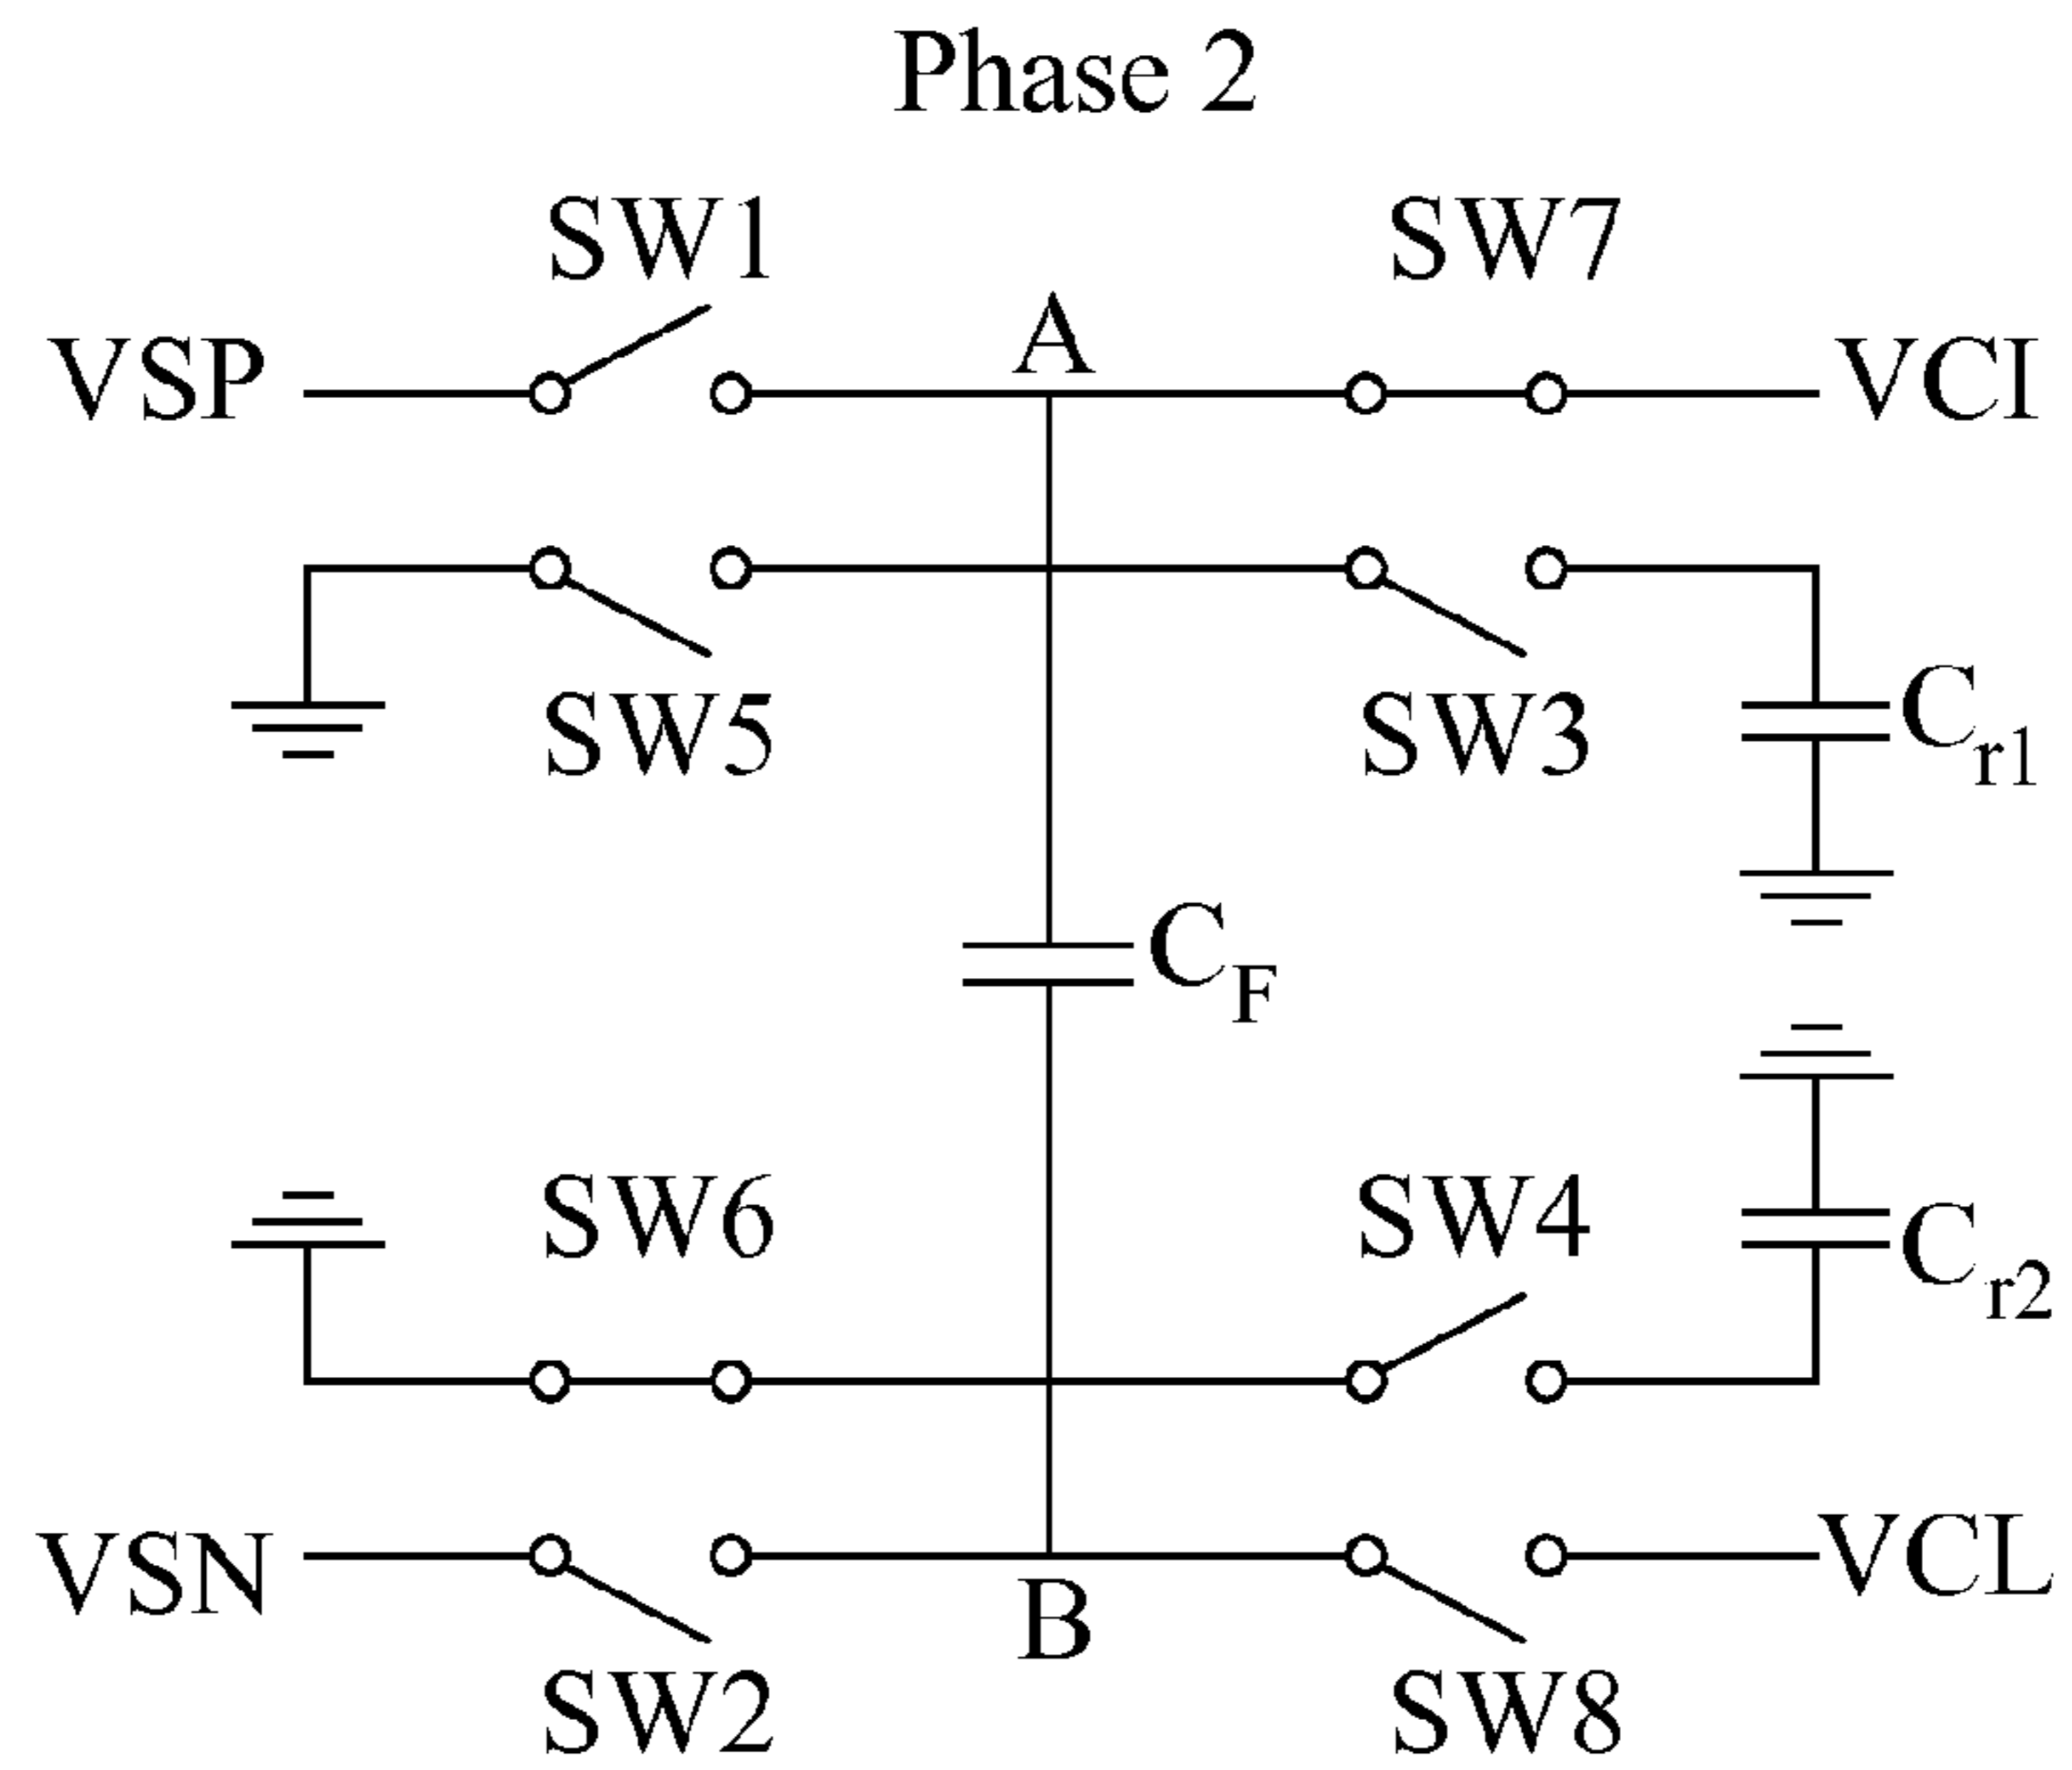 Phase 2
SW1 SW7
VSP A VCI
SW5 SW3 Cr1
CF
SW6 SW4 Cr2
VSN B VCL
SW2 SW8